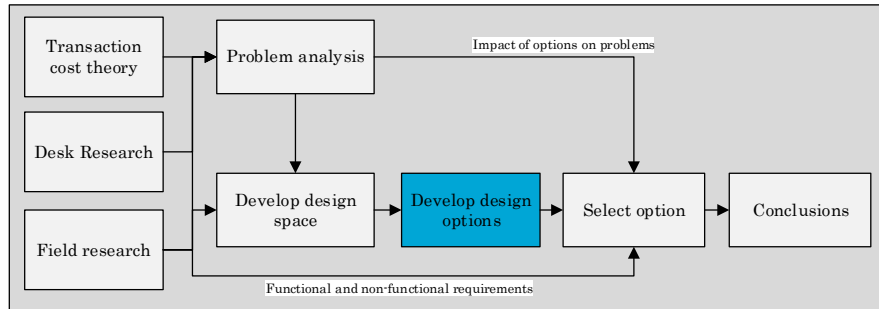 Transaction
cost theory
Problem analysis
Impact of options on problems
Desk Research
Develop design
space
Develop design
options
Select option
Conclusions
Field research
Functional and non-functional requirements